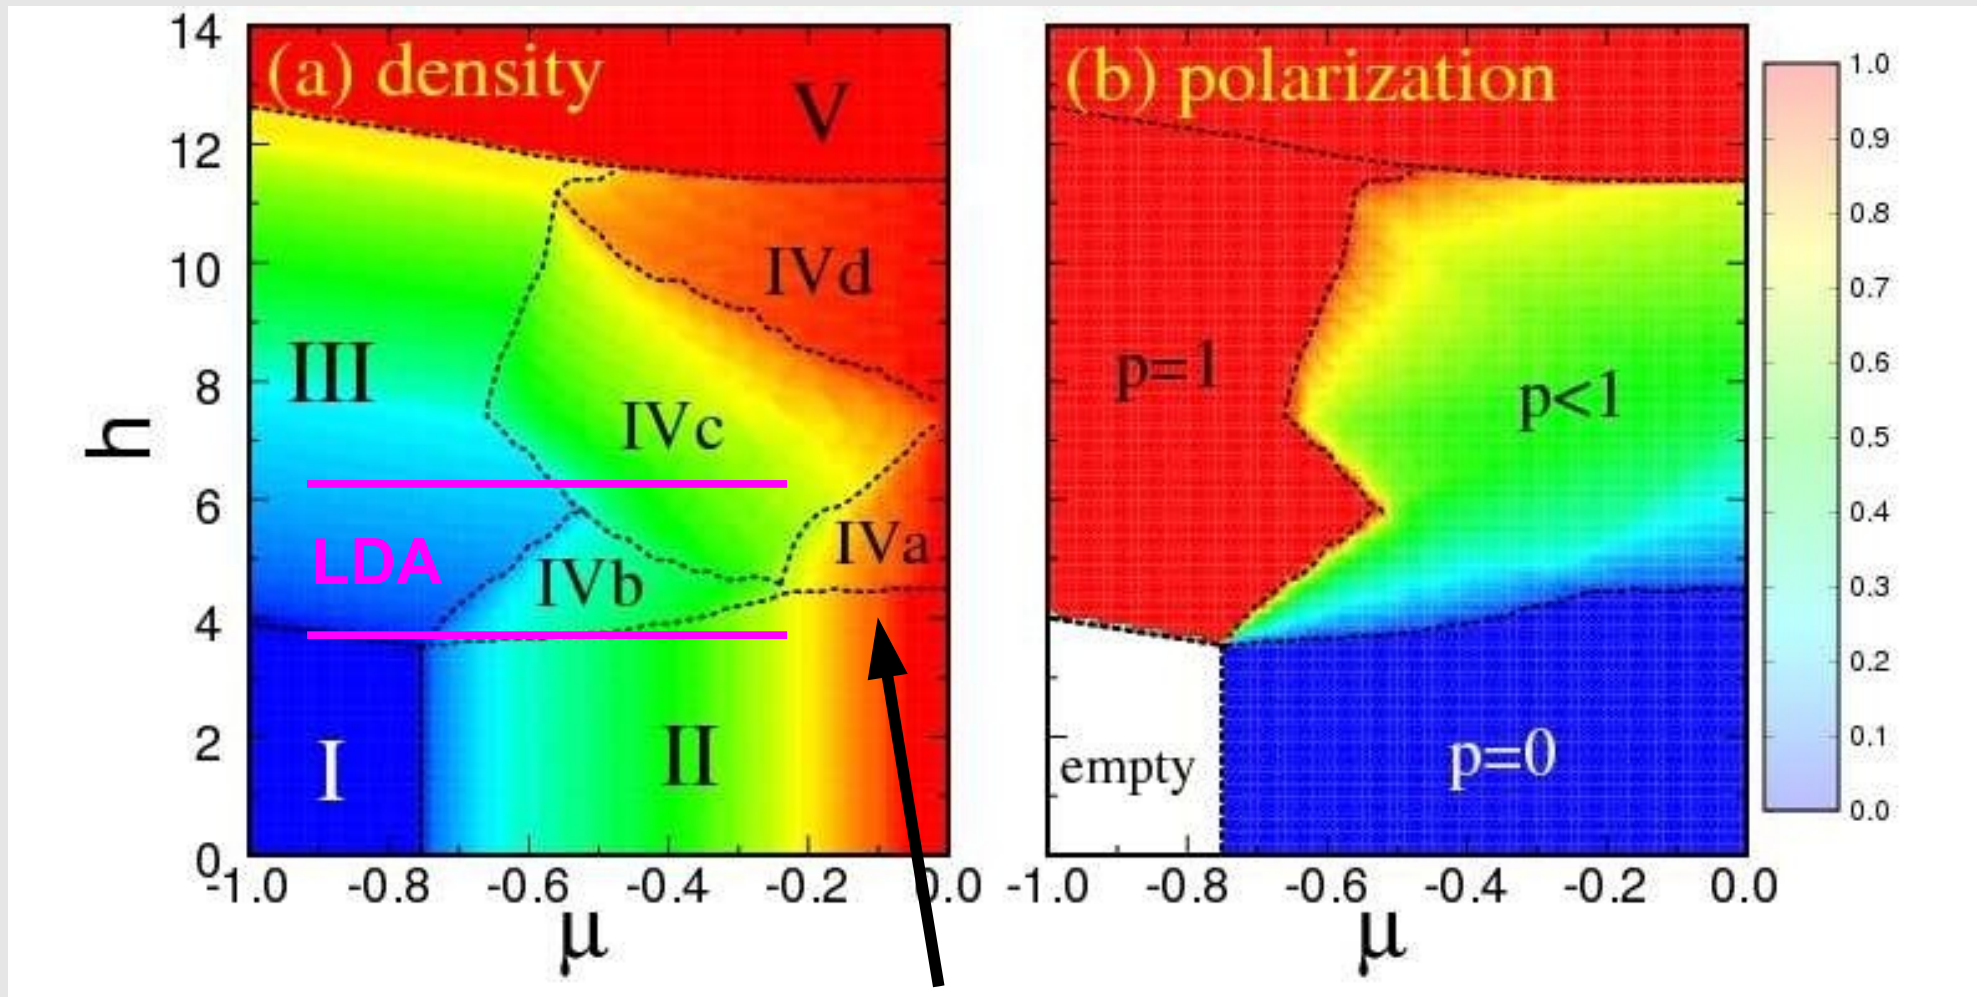 (a) density
V
IVd
III
IVc
LDA
IVb
IVa
I
II
14
12
10
8
6
4
2
0
h
-1.0 -0.8 -0.6 -0.4 -0.2 0.0
μ
(b) polarization
p=1
p<1
empty
p=0
-1.0 -0.8 -0.6 -0.4 -0.2 0.0
μ
1.0
0.9
0.8
0.7
0.6
0.5
0.4
0.3
0.2
0.1
0.0